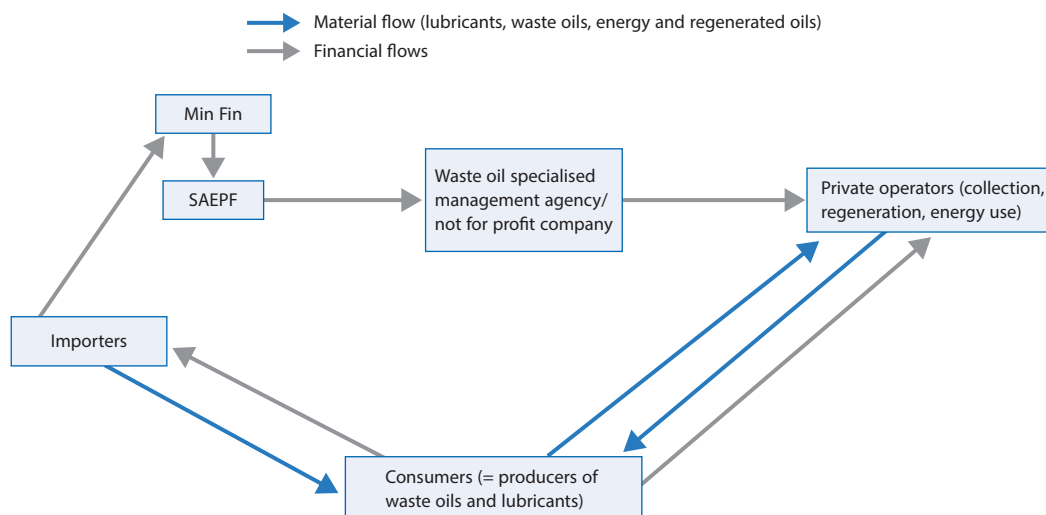 Material flow (lubricants, waste oils, energy and regenerated oils)
Financial flows
Min Fin
SAEPF
Waste oil specialised
management agency/
not for profit company
Private operators (collection,
regeneration, energy use)
Importers
Consumers (= producers of
waste oils and lubricants)